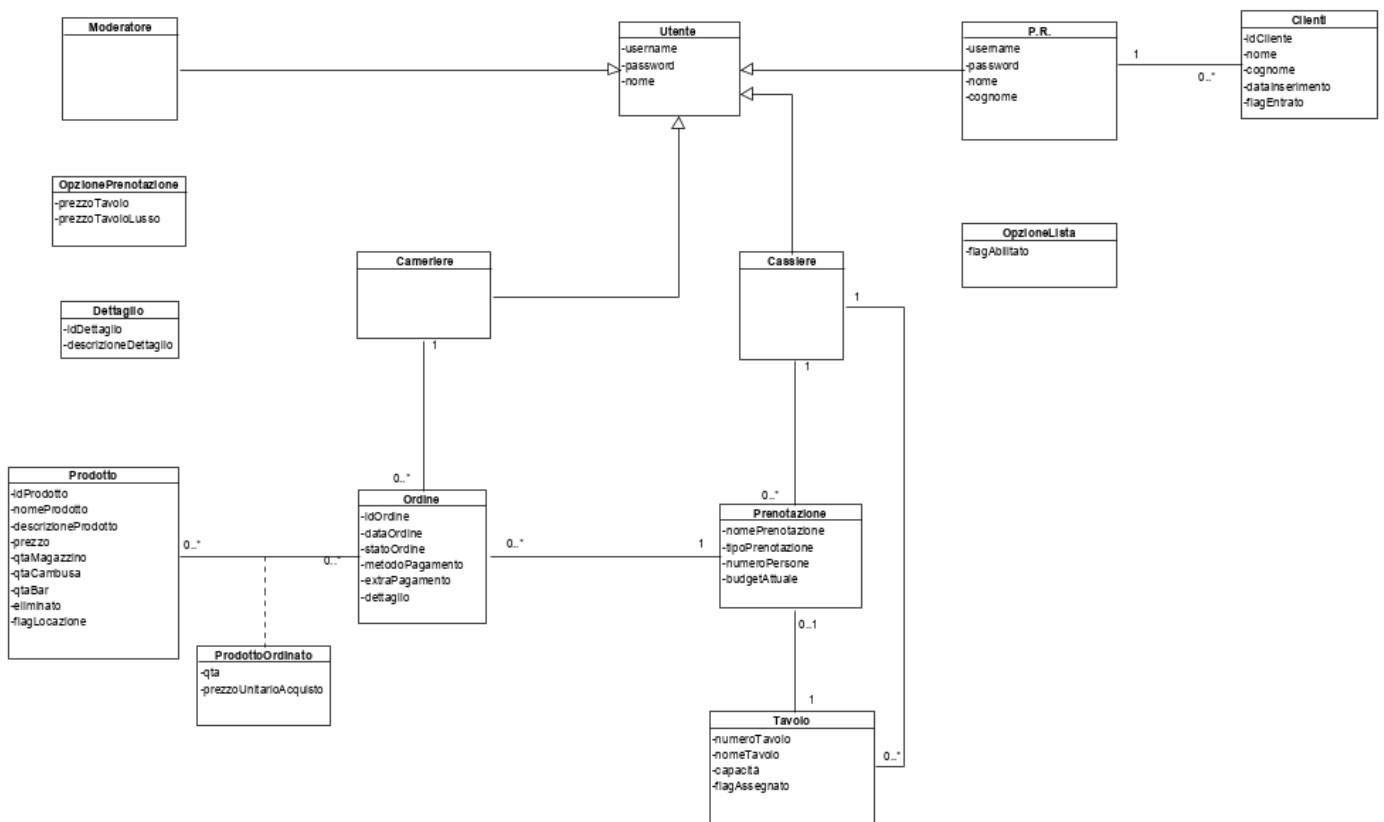 Moderatore
Utente
-username
-password
-nome
P.R.
-username
-password
-nome
-cognome
1
0..*
Clienti
-idCliente
-nome
-cognome
-dataInserimento
-flagEntrato
OpzionePrenotazione
-prezzoTavolo
-prezzoTavoloLusso
OpzioneLista
-flagAbilitato
Cameriere
1
Cassiere
1
1
Dettaglio
-idDettaglio
-descrizioneDettaglio
Prodotto
-idProdotto
-nomeProdotto
-descrizioneProdotto
-prezzo
-qtaMagazzino
-qtaCambusa
-qtaBar
-eliminato
-flagLocazione
0..*
0..*
0..*
Ordine
-idOrdine
-dataOrdine
-statoOrdine
-metodoPagamento
-extraPagamento
-dettaglio
0..*
1
0..*
Prenotazione
-nomePrenotazione
-tipoPrenotazione
-numeroPersone
-budgetAttuale
0..1
ProdottoOrdinato
-qta
-prezzoUnitarioAcquisto
1
Tavolo
-numeroTavolo
-nomeTavolo
-capacità
-flagAssegnato
0..*